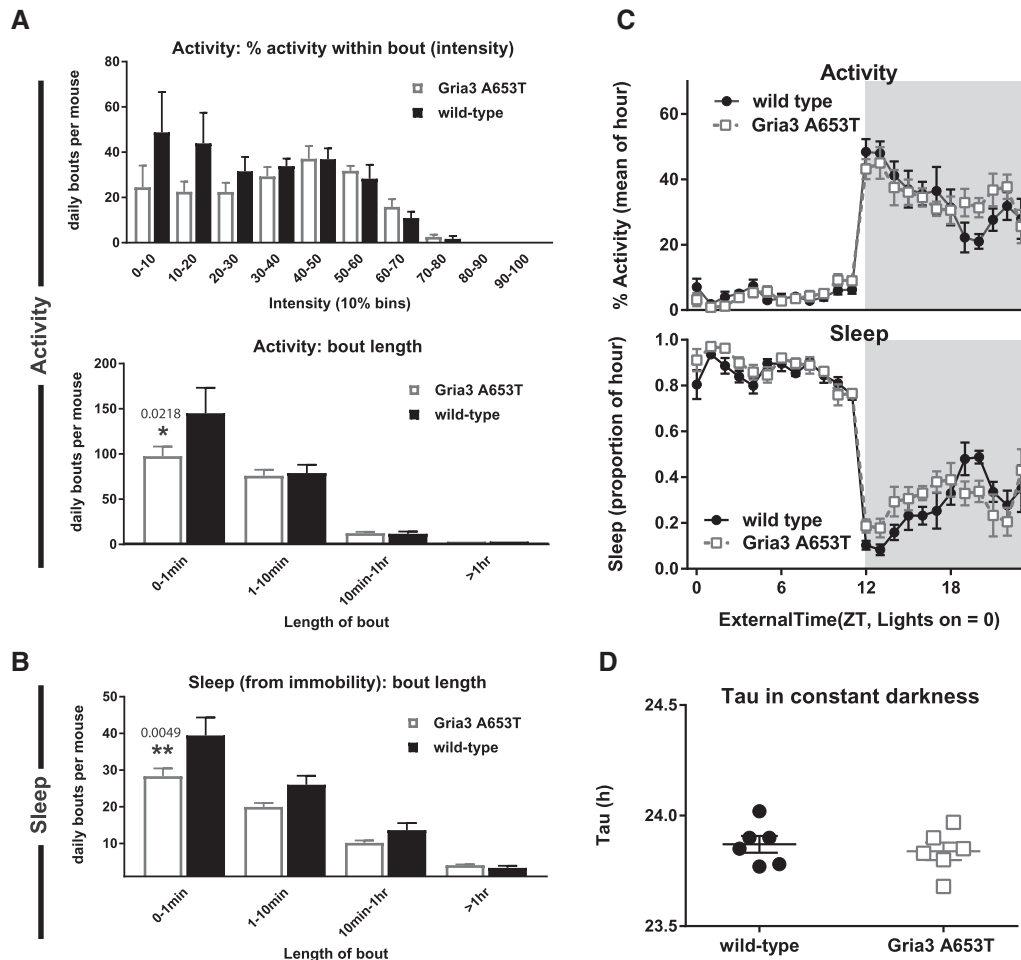 A
Activity
Activity: % activity within bout (intensity)
daily bouts per mouse
80
60
40
20
0
Gria3 A653T
wild-type
0-10
10-20
20-30
30-40
40-50
50-60
60-70
70-80
80-90
90-100
Intensity (10% bins)
Activity: bout length
daily bouts per mouse
200
150
100
50
0
Gria3 A653T
wild-type
0.0218
*
0-1min
1-10min
10min-1hr
>1hr
Length of bout
B
Sleep
Sleep (from immobility): bout length
daily bouts per mouse
50
40
30
20
10
Gria3 A653T
wild-type
0.0049
**
0-1min
1-10min
10min-1hr
>1hr
Length of bout
C
Activity
% Activity (mean of hour)
60
40
20
0
wild type
Gria3 A653T
Sleep
Sleep (proportion of hour)
1.0
0.8
0.6
0.4
0.2
0.0
wild type
Gria3 A653T
0
6
12
18
ExternalTime(ZT, Lights on = 0)
D
Tau in constant darkness
Tau (h)
24.5
24.0
23.5
wild-type
Gria3 A653T